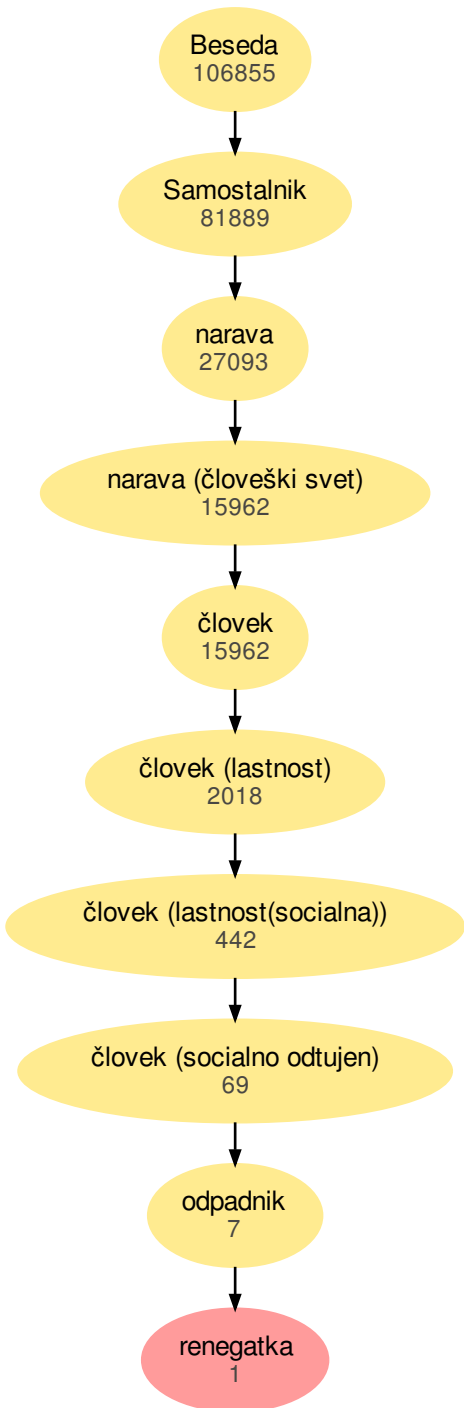 Beseda
106855
Samostalnik
81889
narava
27093
narava (človeški svet)
15962
človek
15962
človek (lastnost)
2018
človek (lastnost(socialna))
442
človek (socialno odtujen)
69
odpadnik
7
renegatka
1